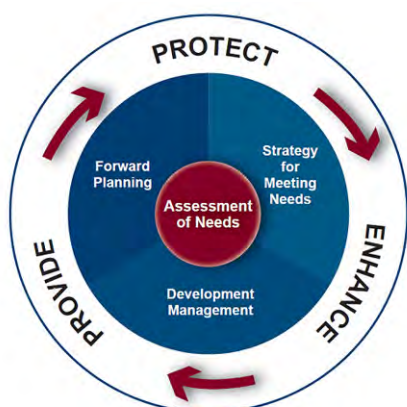 PROTECT
Forward
Planning
Strategy
for
Meeting
Needs
Assessment
of Needs
Development
Management
PROVIDE
ENHANCE